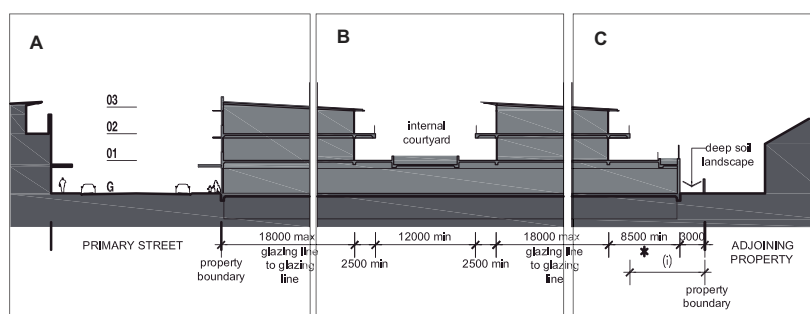 A
B
C
03
02
01
G
internal
courtyard
deep soil
landscape
PRIMARY STREET
property
boundary
18000 max
glazing line
to glazing
line
2500 min
12000 min
2500 min
18000 max
glazing line
to glazing
line
8500 min
*
3000
(i)
property
boundary
ADJOINING
PROPERTY